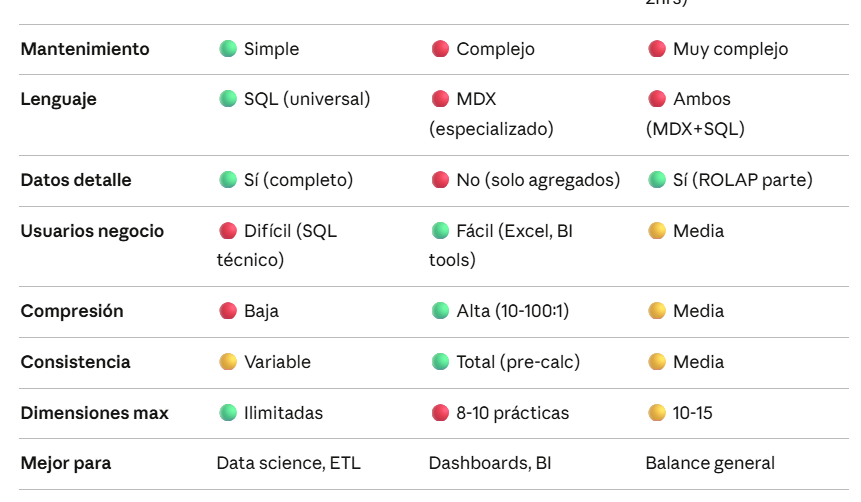 2hrs)
Mantenimiento Simple Complejo Muy complejo
Lenguaje SQL (universal) MDX Ambos
(especializado) (MDX+SQL)
Datos detalle Sí (completo) No (solo agregados) Sí (ROLAP parte)
Usuarios negocio Difícil (SQL Fácil (Excel, BI Media
técnico) tools)
Compresión Baja Alta (10-100:1) Media
Consistencia Variable Total (pre-calc) Media
Dimensiones max Ilimitadas 8-10 prácticas 10-15
Mejor para Data science, ETL Dashboards, BI Balance general